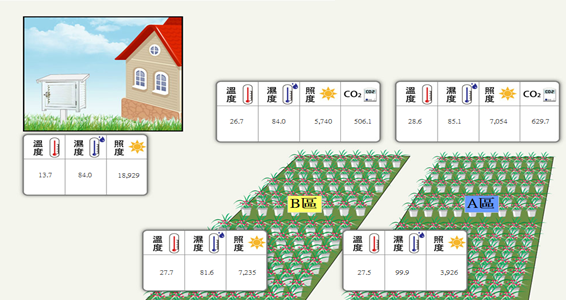 溫度 濕度 照度 CO₂ CO2
26.7 84.0 5,740 506.1
溫度 濕度 照度 CO₂ CO2
28.6 85.1 7,054 629.7
溫度 濕度 照度
13.7 84.0 18,929
B區
A區
溫度 濕度 照度
27.7 81.6 7,235
溫度 濕度 照度
27.5 99.9 3,926